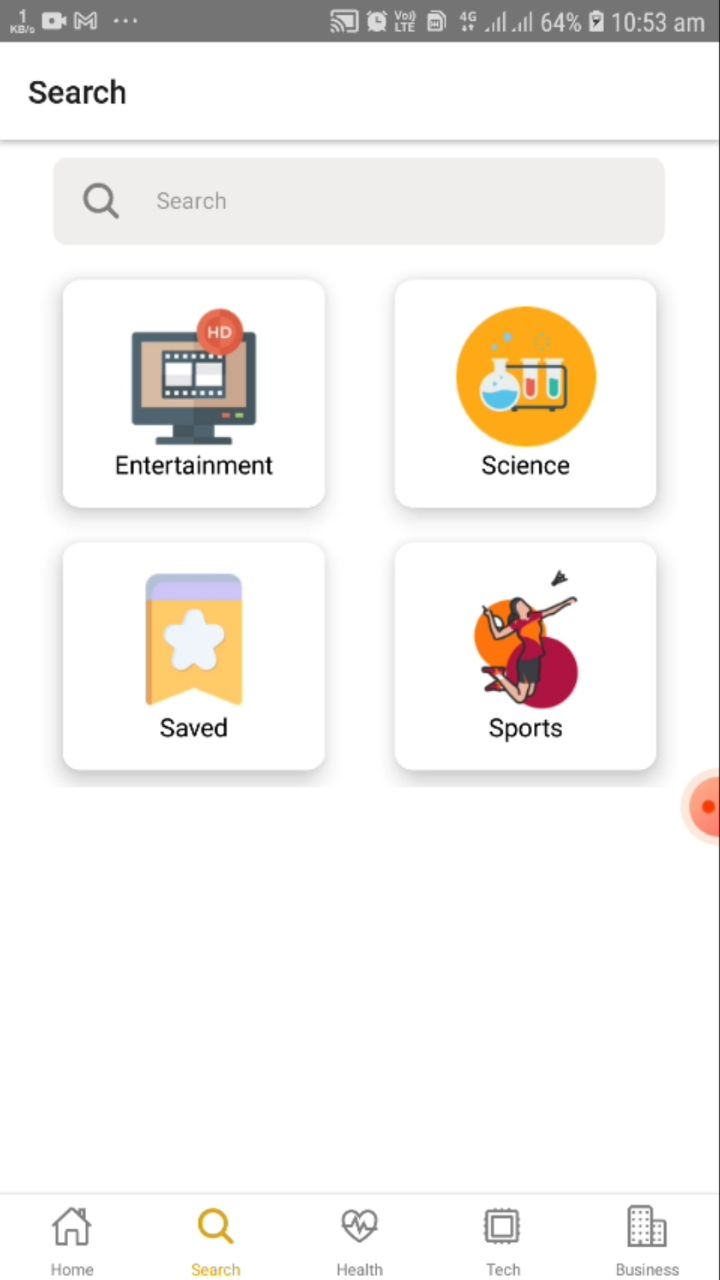 1 KB/s ... Vo)) LTE 4G 64% 10:53 am
Search
Search
HD
Entertainment Science
Saved Sports
Home Search Health Tech Business